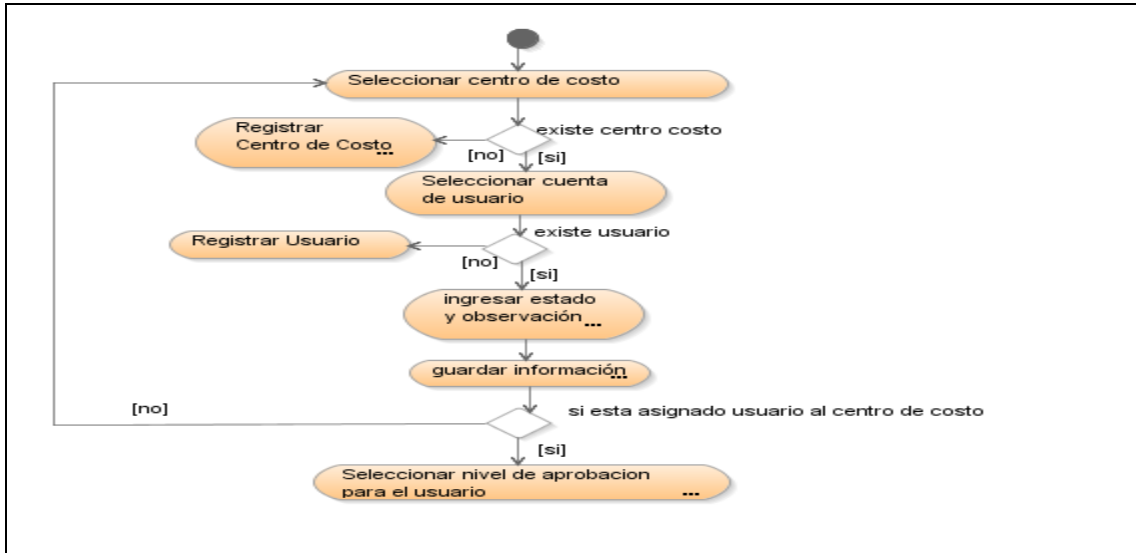 Seleccionar centro de costo
existe centro costo
Registrar
Centro de Costo ...
[no]
[si]
Seleccionar cuenta
de usuario
existe usuario
Registrar Usuario
[no]
[si]
ingresar estado
y observación ...
guardar información...
[no]
si esta asignado usuario al centro de costo
[si]
Seleccionar nivel de aprobacion
para el usuario ...